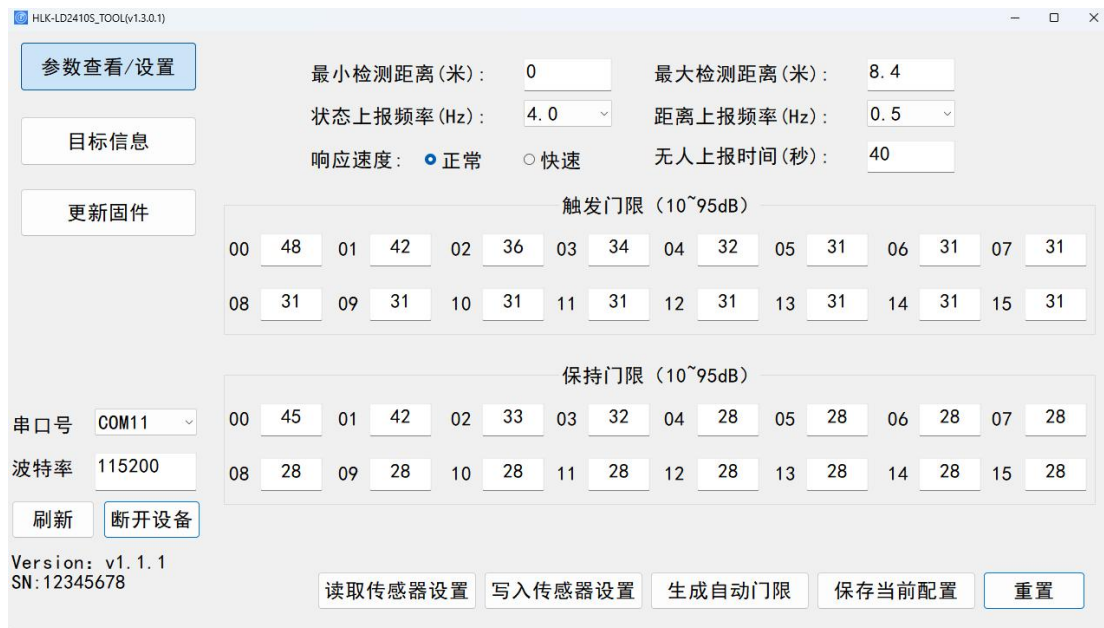 HLK-LD2410S_TOOL(v1.3.0.1)
参数查看/设置
目标信息
更新固件
最小检测距离(米): 0 最大检测距离(米): 8.4
状态上报频率(Hz): 4.0 距离上报频率(Hz): 0.5
响应速度: 正常 快速 无人上报时间(秒): 40
触发门限（10~95dB）
00 48 01 42 02 36 03 34 04 32 05 31 06 31 07 31
08 31 09 31 10 31 11 31 12 31 13 31 14 31 15 31
保持门限（10~95dB）
00 45 01 42 02 33 03 32 04 28 05 28 06 28 07 28
08 28 09 28 10 28 11 28 12 28 13 28 14 28 15 28
串口号 COM11
波特率 115200
刷新 断开设备
Version: v1.1.1
SN:12345678
读取传感器设置 写入传感器设置 生成自动门限 保存当前配置 重置